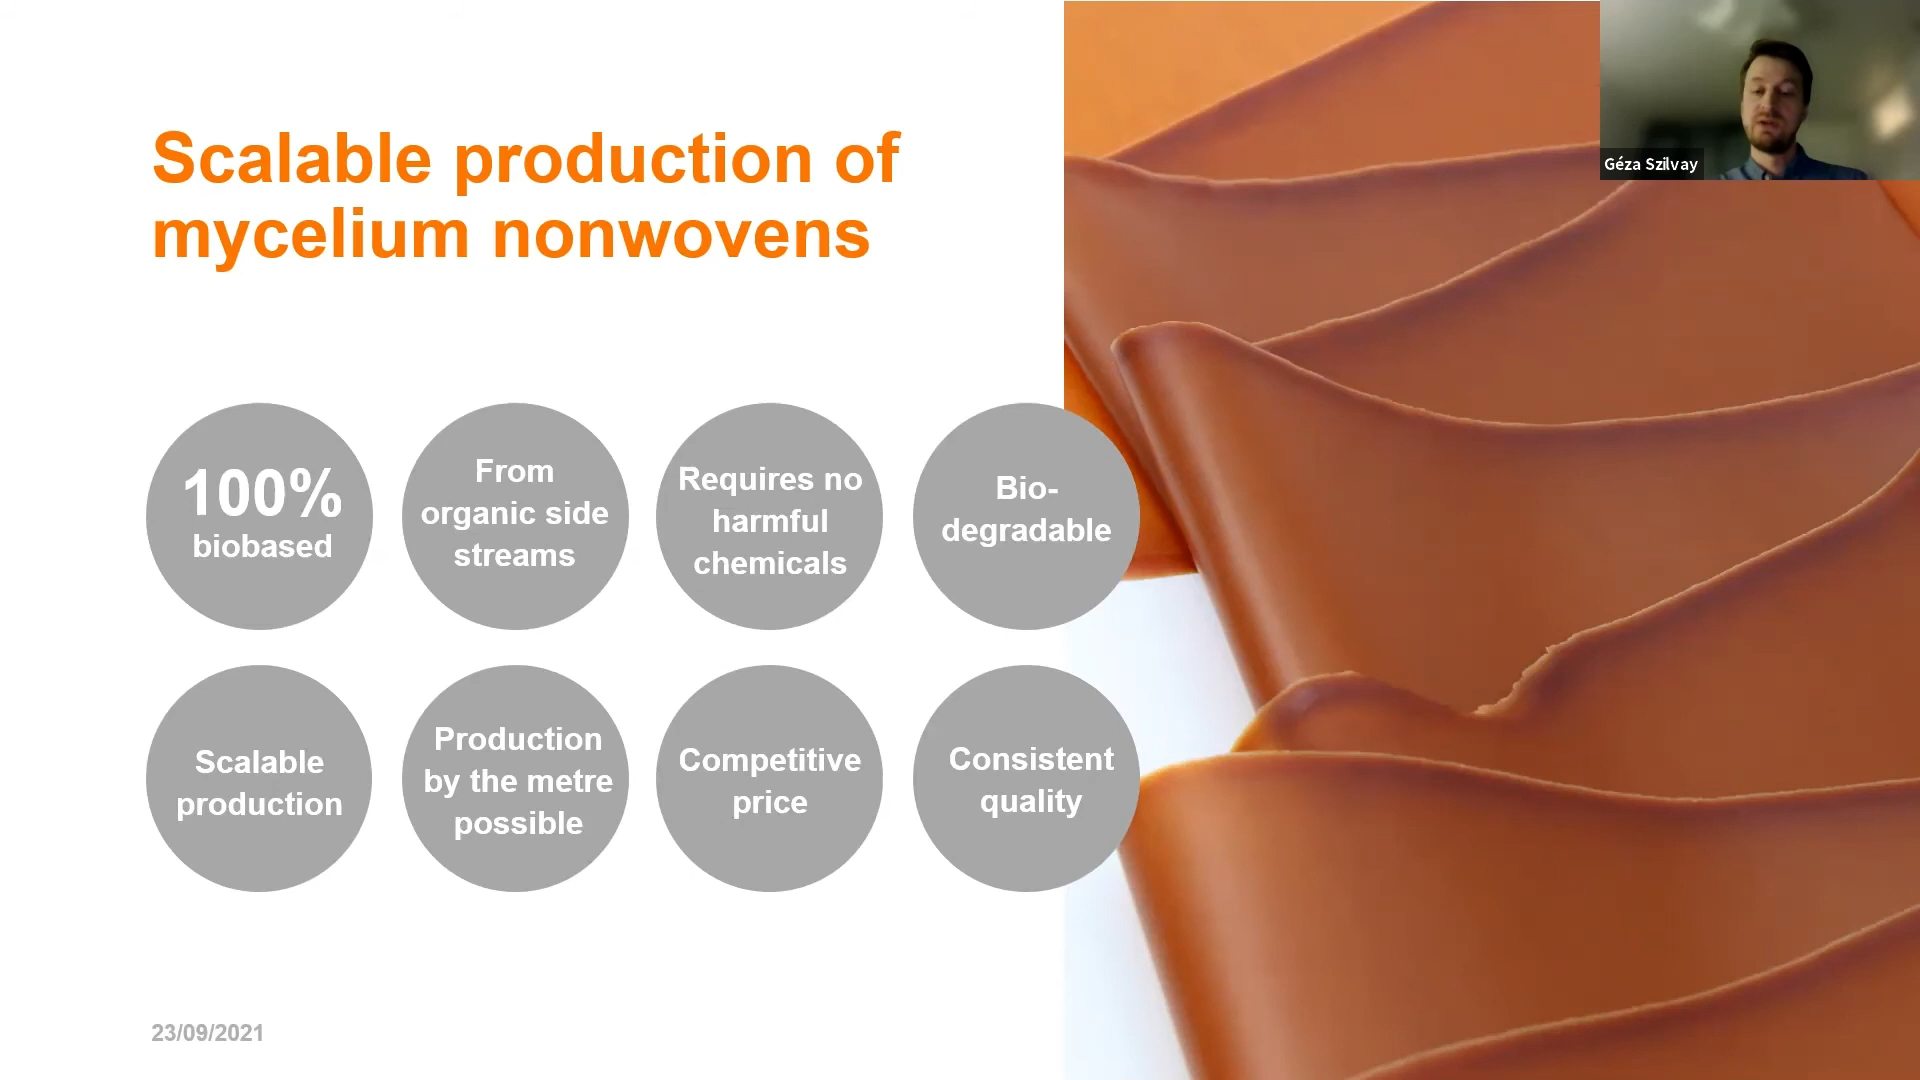 Scalable production of
mycelium nonwovens
Géza Szilvay
100%
biobased
From
organic side
streams
Requires no
harmful
chemicals
Bio-
degradable
Scalable
production
Production
by the metre
possible
Competitive
price
Consistent
quality
23/09/2021